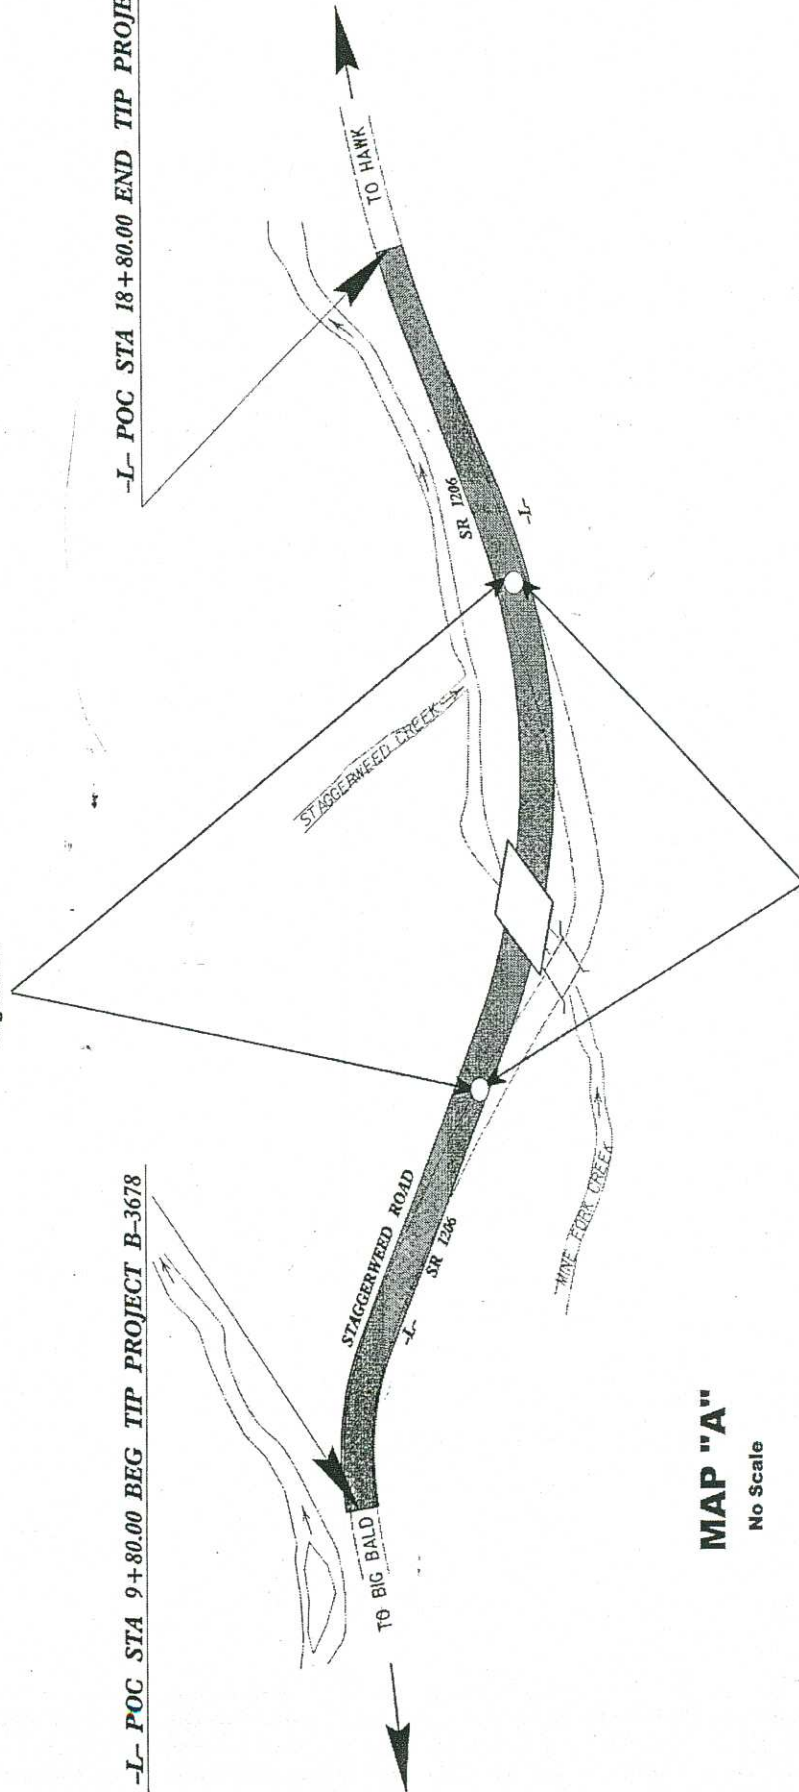 -L- POC STA 9+80.00 BEG TIP PROJECT B-3678
-L- POC STA 18+80.00 END TIP
TO BIG BALD
STAGGERWEED ROAD
SR 1206
-L-
MINE FORK CREEK
STAGGERWEED CREEK
SR 1206
-L-
TO HAWK
MAP "A"
No Scale